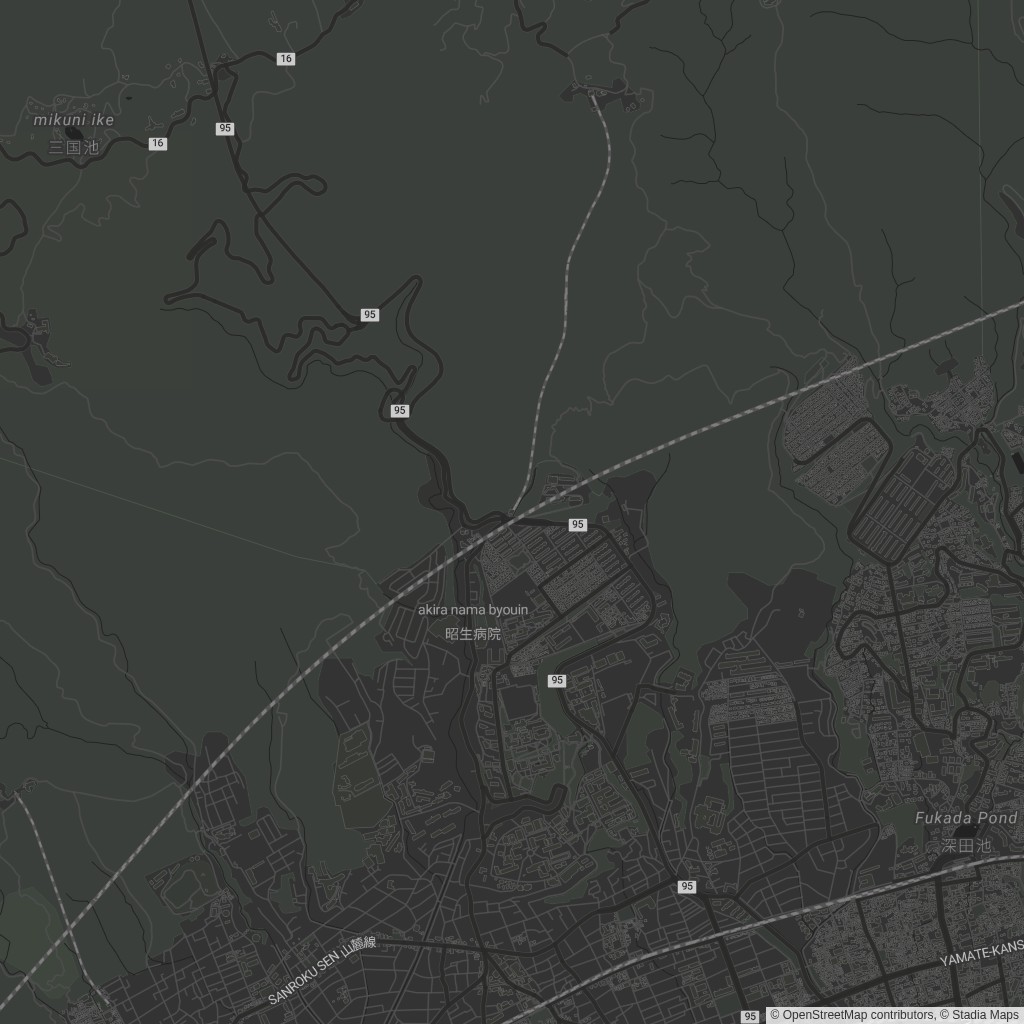 16
mikuni ike
三国池
16
95
95
95
95
akira nama byouin
昭生病院
95
Fukada Pond
深田池
95
SANROKU SEN 山麓線
YAMATE-KANS
95
© OpenStreetMap contributors, © Stadia Maps